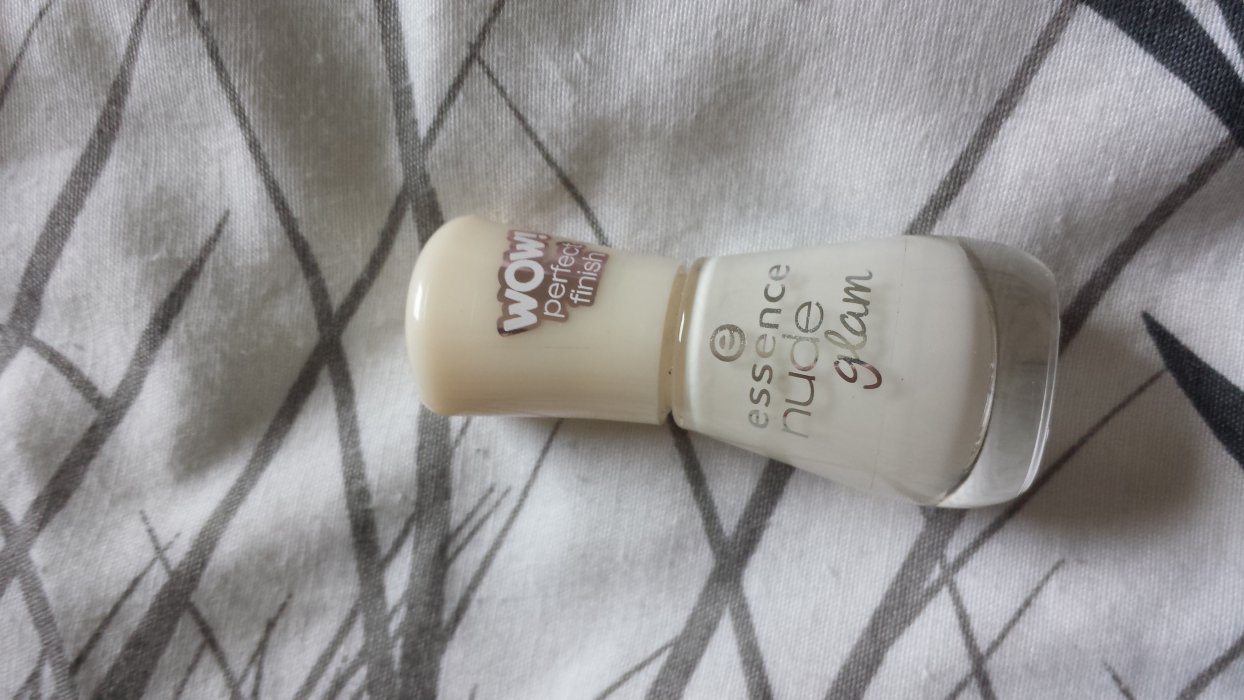 WOW!
perfect
finish
e
essence
nude
glam